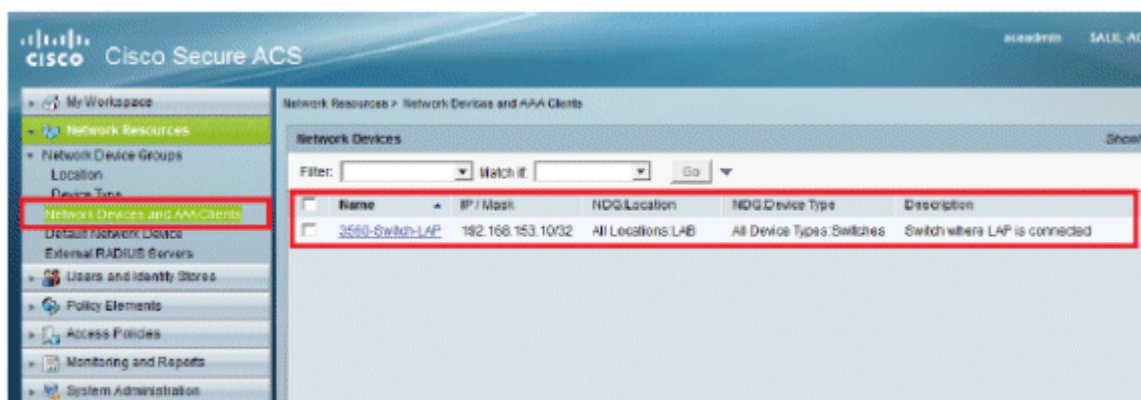 CISCO Cisco Secure ACS
acsadmin
My Workspace
Network Resources
Network Device Groups
Location
Device Type
Network Devices and AAA Clients
Default Network Device
External RADIUS Servers
Users and Identity Stores
Policy Elements
Access Policies
Monitoring and Reports
System Administration
Network Resources > Network Devices and AAA Clients
Network Devices
Show
Filter: Match if: Go
Name IP / Mask NDG:Location NDG:Device Type Description
3560-Switch-LAP 192.168.153.10/32 All Locations:LAB All Device Types:Switches Switch where LAP is connected